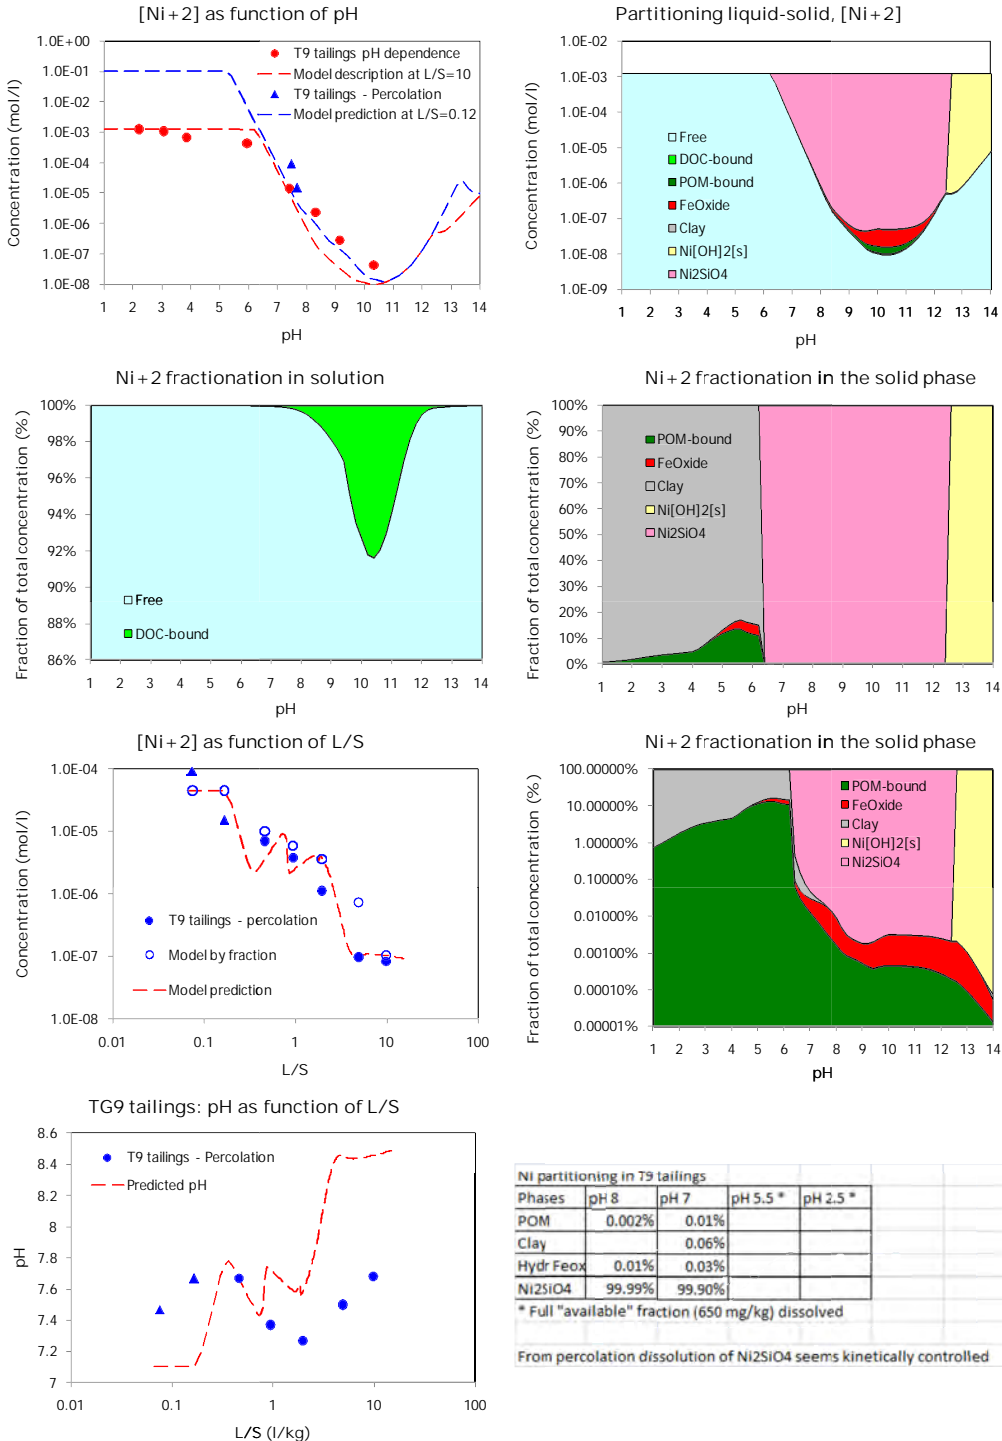 [Ni+2] as function of pH
1.0E+00
1.0E-01
1.0E-02
1.0E-03
1.0E-04
1.0E-05
1.0E-06
1.0E-07
1.0E-08
Concentration (mol/l)
T9 tailings pH dependence
Model description at L/S=10
T9 tailings - Percolation
Model prediction at L/S=0.12
1 2 3 4 5 6 7 8 9 10 11 12 13 14
pH
Partitioning liquid-solid, [Ni+2]
1.0E-02
1.0E-03
1.0E-04
1.0E-05
1.0E-06
1.0E-07
1.0E-08
1.0E-09
Concentration (mol/l)
Free
DOC-bound
POM-bound
FeOxide
Clay
Ni[OH]2[s]
Ni2SiO4
1 2 3 4 5 6 7 8 9 10 11 12 13 14
pH
Ni+2 fractionation in solution
100%
98%
96%
94%
92%
90%
88%
86%
Fraction of total concentration (%)
Free
DOC-bound
1 2 3 4 5 6 7 8 9 10 11 12 13 14
pH
Ni+2 fractionation in the solid phase
100%
90%
80%
70%
60%
50%
40%
30%
20%
10%
0%
Fraction of total concentration (%)
POM-bound
FeOxide
Clay
Ni[OH]2[s]
Ni2SiO4
1 2 3 4 5 6 7 8 9 10 11 12 13 14
pH
[Ni+2] as function of L/S
1.0E-04
1.0E-05
1.0E-06
1.0E-07
1.0E-08
Concentration (mol/l)
T9 tailings - percolation
Model by fraction
Model prediction
0.01 0.1 1 10 100
L/S
Ni+2 fractionation in the solid phase
100.00000%
10.00000%
1.00000%
0.10000%
0.01000%
0.00100%
0.00010%
0.00001%
Fraction of total concentration (%)
POM-bound
FeOxide
Clay
Ni[OH]2[s]
Ni2SiO4
1 2 3 4 5 6 7 8 9 10 11 12 13 14
pH
TG9 tailings: pH as function of L/S
8.6
8.4
8.2
8
7.8
7.6
7.4
7.2
7
pH
T9 tailings - Percolation
Predicted pH
0.01 0.1 1 10 100
L/S (l/kg)
Ni partitioning in T9 tailings
Phases pH 8 pH 7 pH 5.5 * pH 2.5 *
POM 0.002% 0.01%
Clay 0.06%
Hydr Feox 0.01% 0.03%
Ni2SiO4 99.99% 99.90%
* Full "available" fraction (650 mg/kg) dissolved
From percolation dissolution of Ni2SiO4 seems kinetically controlled